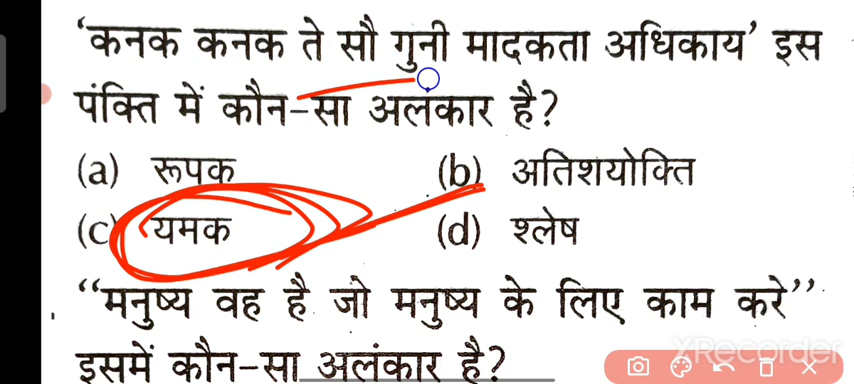 ‘कनक कनक ते सौ गुनी मादकता अधिकाय’ इस
पंक्ति में कौन-सा अलंकार है?
(a) रूपक (b) अतिशयोक्ति
(c) यमक (d) श्लेष
“मनुष्य वह है जो मनुष्य के लिए काम करे”
इसमें कौन-सा अलंकार है?
XRecorder